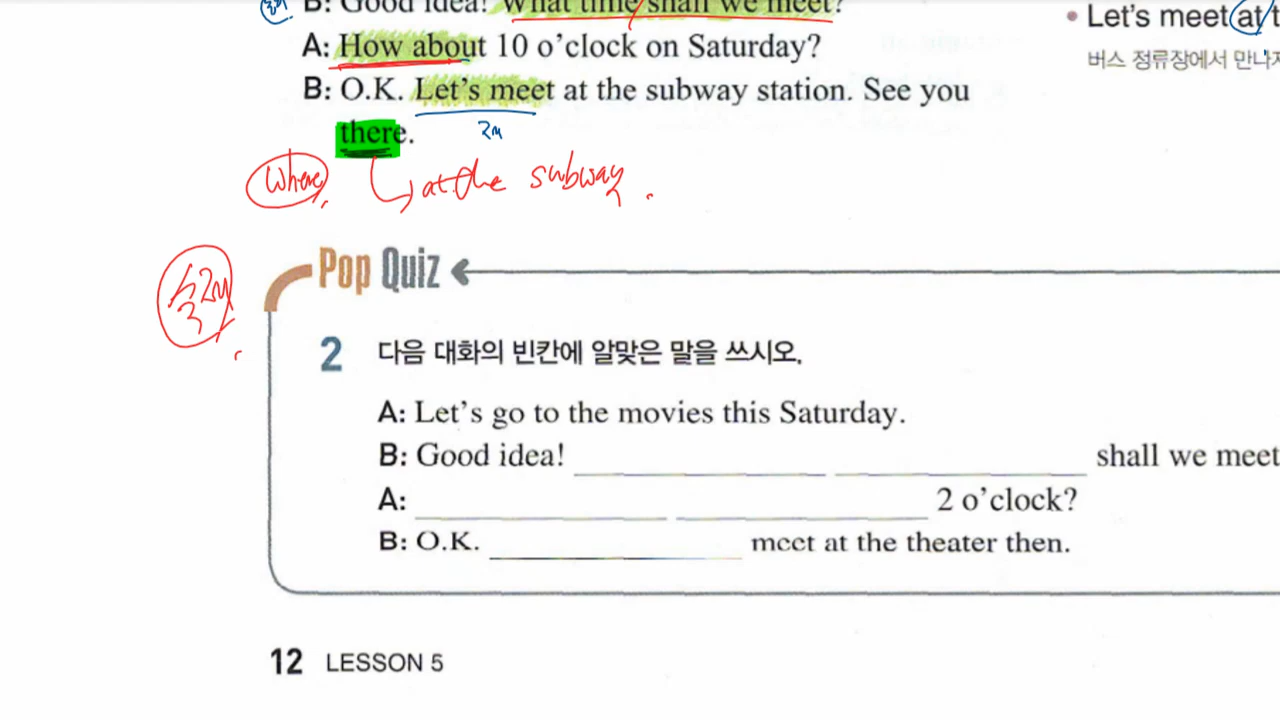 B: Good idea! What time shall we meet?
A: How about 10 o'clock on Saturday?
B: O.K. Let's meet at the subway station. See you
there.
2M
where
at the subway.
• Let's meet at t
버스 정류장에서 만나자
Pop Quiz
2 다음 대화의 빈칸에 알맞은 말을 쓰시오.
A: Let's go to the movies this Saturday.
B: Good idea! shall we meet
A: 2 o'clock?
B: O.K. meet at the theater then.
12 LESSON 5